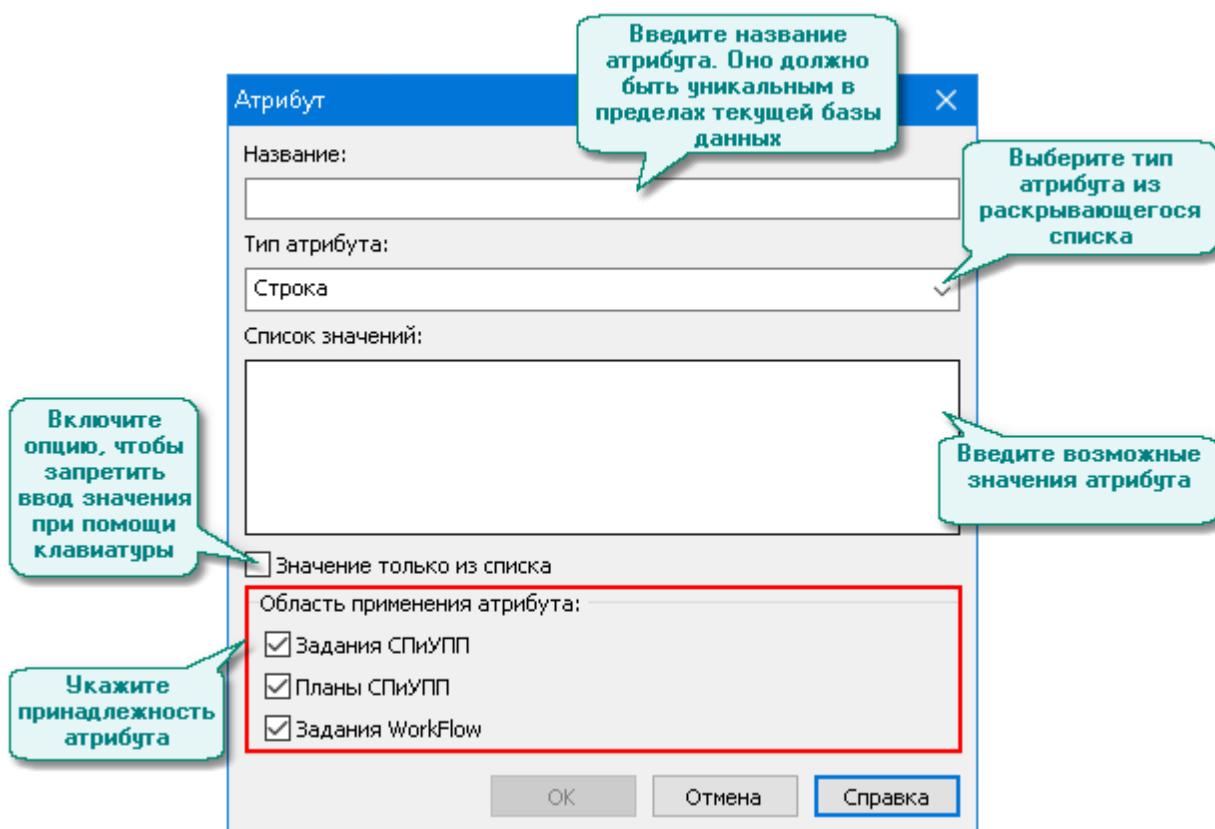 Введите название
атрибута. Оно должно
быть уникальным в
пределах текущей базы
данных
Атрибут
Название:
Выберите тип
атрибута из
раскрывающегося
списка
Тип атрибута:
Строка
Список значений:
Введите возможные
значения атрибута
Включите
опцию, чтобы
запретить
ввод значения
при помощи
клавиатуры
Значение только из списка
Область применения атрибута:
Задания СПиУПП
Планы СПиУПП
Задания WorkFlow
Укажите
принадлежность
атрибута
ОК
Отмена
Справка